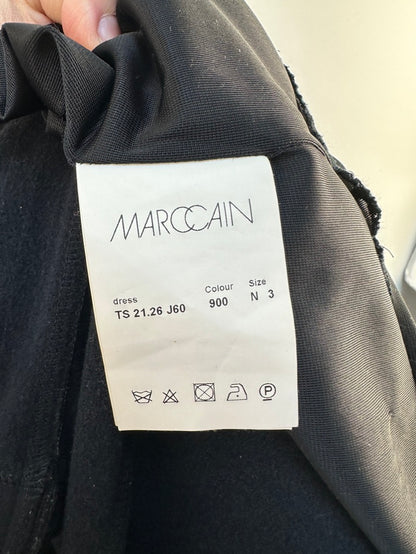 MARCCAIN
dress Colour Size
TS 21.26 J60 900 N 3
P